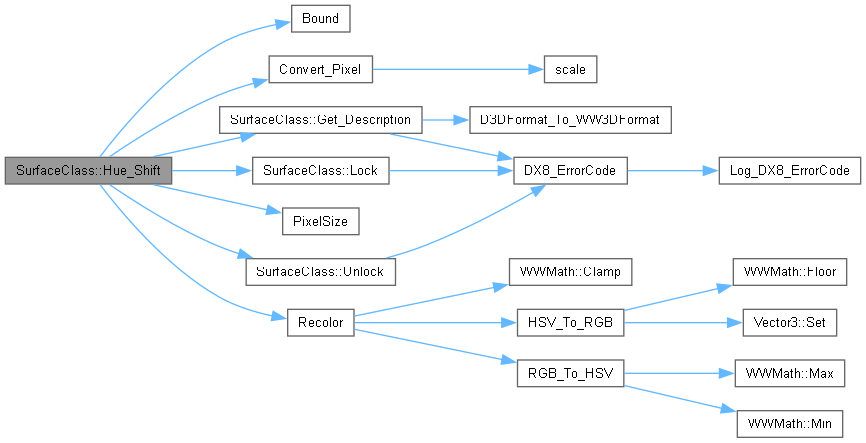 Bound
Convert_Pixel
scale
SurfaceClass::Get_Description
D3DFormat_To_WW3DFormat
SurfaceClass::Hue_Shift
SurfaceClass::Lock
DX8_ErrorCode
Log_DX8_ErrorCode
PixelSize
SurfaceClass::Unlock
WWMath::Clamp
WWMath::Floor
Recolor
HSV_To_RGB
Vector3::Set
RGB_To_HSV
WWMath::Max
WWMath::Min